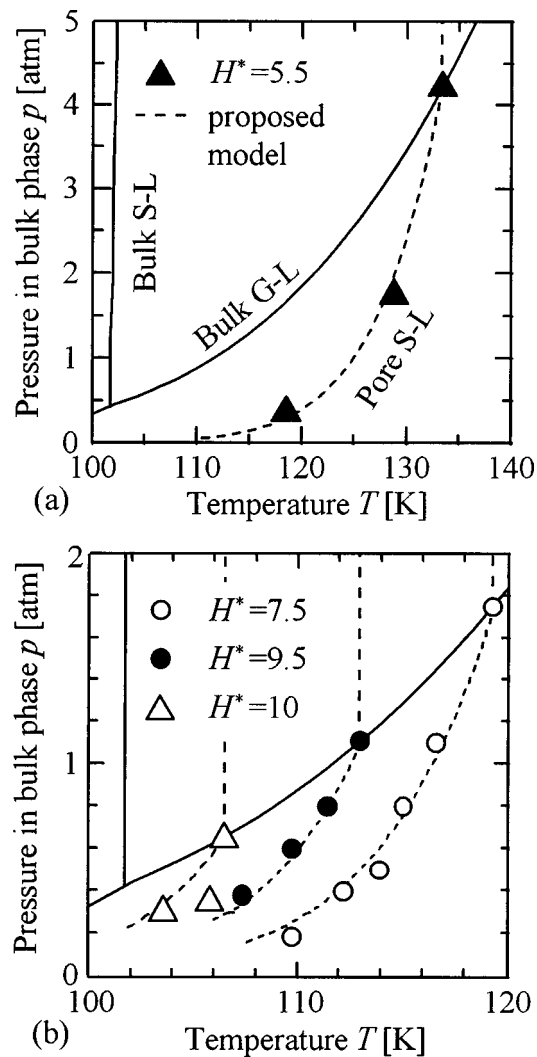 5
4
3
2
1
0
Pressure in bulk phase p [atm]
H* =5.5
proposed
model
Bulk S-L
Bulk G-L
Pore S-L
100 110 120 130 140
(a) Temperature T [K]
2
1
0
Pressure in bulk phase p [atm]
H* =7.5
H* =9.5
H* =10
100 110 120
(b) Temperature T [K]